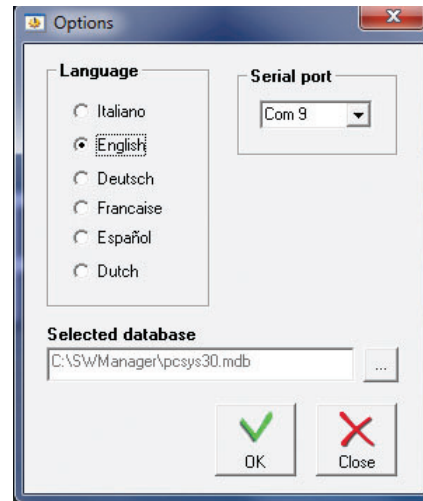 Options
Language
Italiano
English
Deutsch
Francaise
Español
Dutch
Serial port
Com 9
Selected database
C:\SWManager\pcsys30.mdb
...
OK
Close